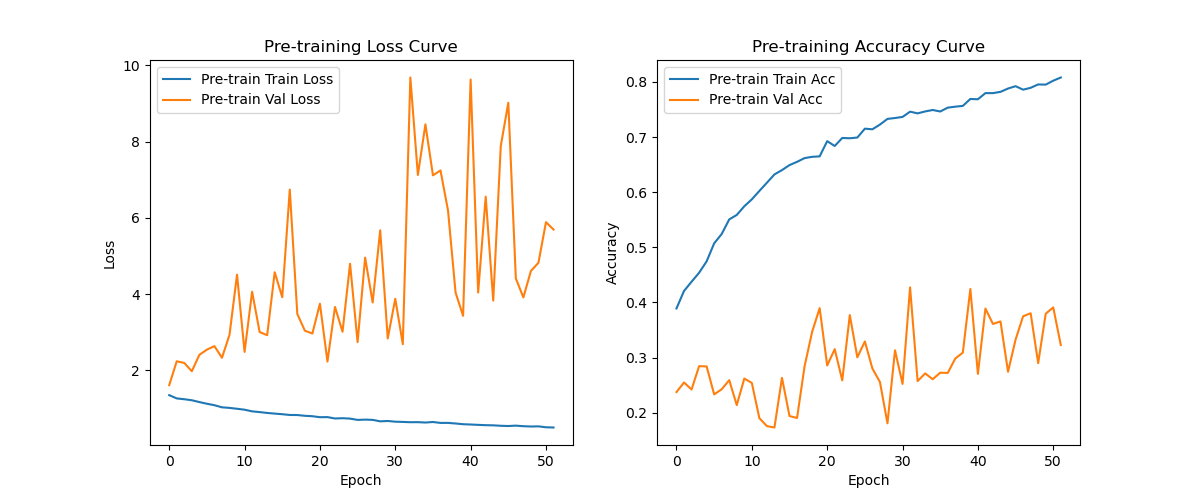 Pre-training Loss Curve
Pre-train Train Loss
Pre-train Val Loss
10
8
6
4
2
Loss
0
10
20
30
40
50
Epoch
Pre-training Accuracy Curve
Pre-train Train Acc
Pre-train Val Acc
0.8
0.7
0.6
0.5
0.4
0.3
0.2
Accuracy
0
10
20
30
40
50
Epoch